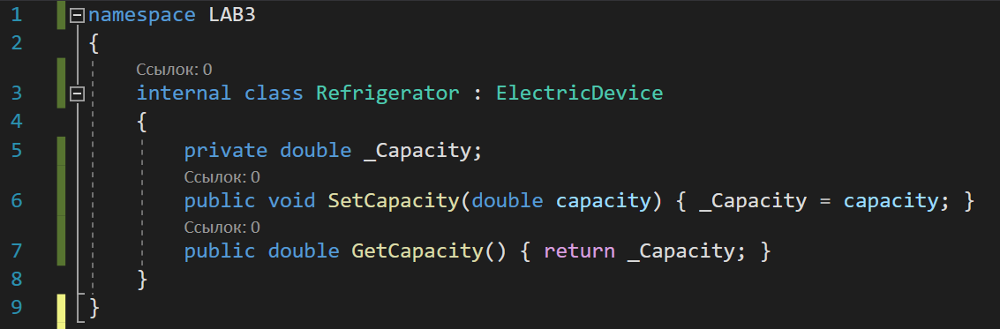 1 namespace LAB3
2 {
Ссылок: 0
3 internal class Refrigerator : ElectricDevice
4 {
5 private double _Capacity;
Ссылок: 0
6 public void SetCapacity(double capacity) { _Capacity = capacity; }
Ссылок: 0
7 public double GetCapacity() { return _Capacity; }
8 }
9 }